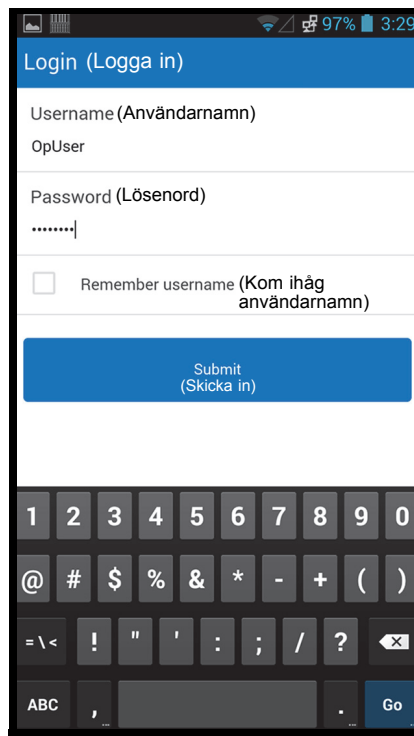 97% 3:29
Login (Logga in)
Username (Användarnamn)
OpUser
Password (Lösenord)
••••••••
Remember username (Kom ihåg
användarnamn)
Submit
(Skicka in)
1 2 3 4 5 6 7 8 9 0
@ # $ % & * - + ( )
=\< ! " ' : ; / ?
ABC , . Go